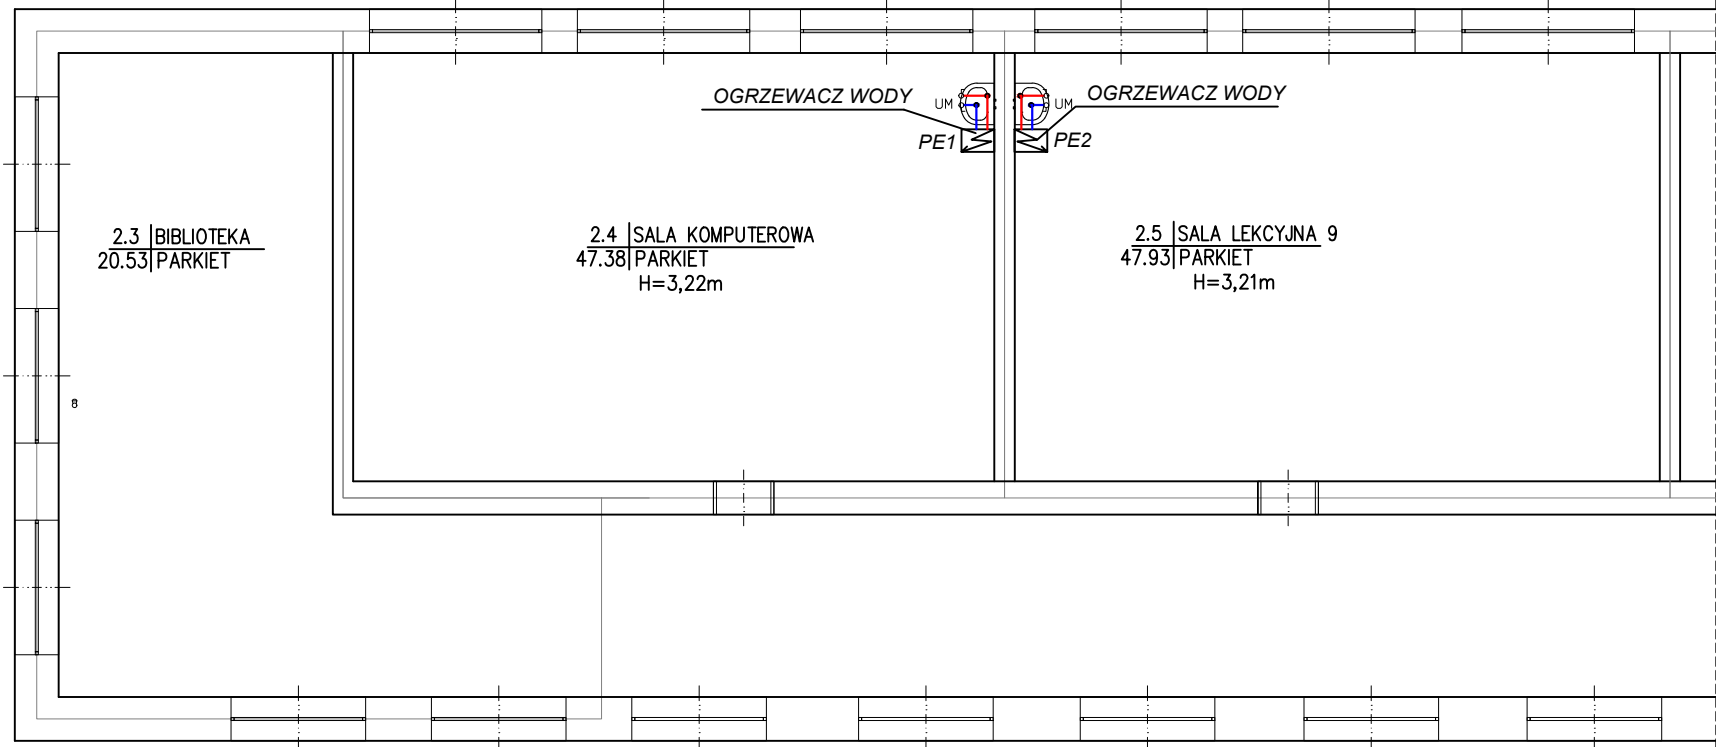 OGRZEWACZ WODY
OGRZEWACZ WODY
UM
UM
PE1
PE2
2.3 BIBLIOTEKA
20.53 PARKIET
2.4 SALA KOMPUTEROWA
47.38 PARKIET
H=3,22m
2.5 SALA LEKCYJNA 9
47.93 PARKIET
H=3,21m